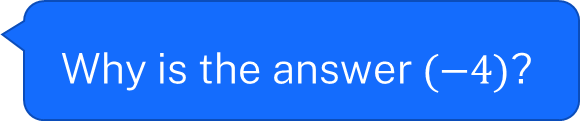 Why is the answer (−4)?